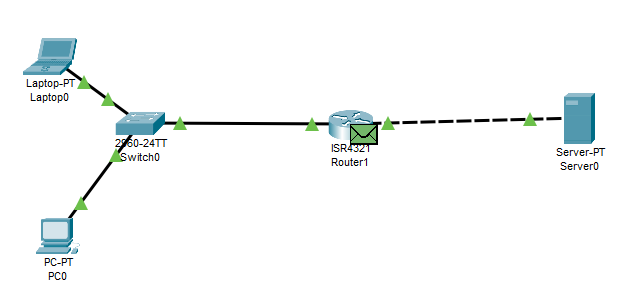 Laptop-PT
Laptop0
2960-24TT
Switch0
ISR4321
Router1
Server-PT
Server0
PC-PT
PC0